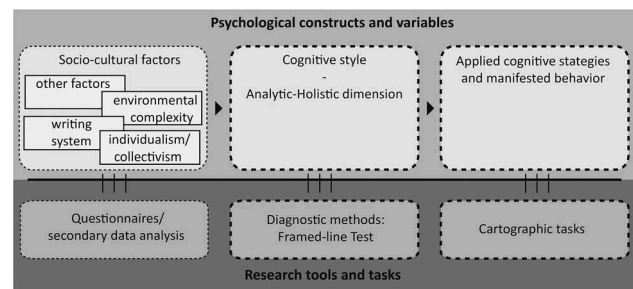 Psychological constructs and variables
Socio-cultural factors
other factors
environmental
complexity
writing
system
individualism/
collectivism
Cognitive style
-
Analytic-Holistic dimension
Applied cognitive stategies
and manifested behavior
Questionnaires/
secondary data analysis
Diagnostic methods:
Framed-line Test
Cartographic tasks
Research tools and tasks